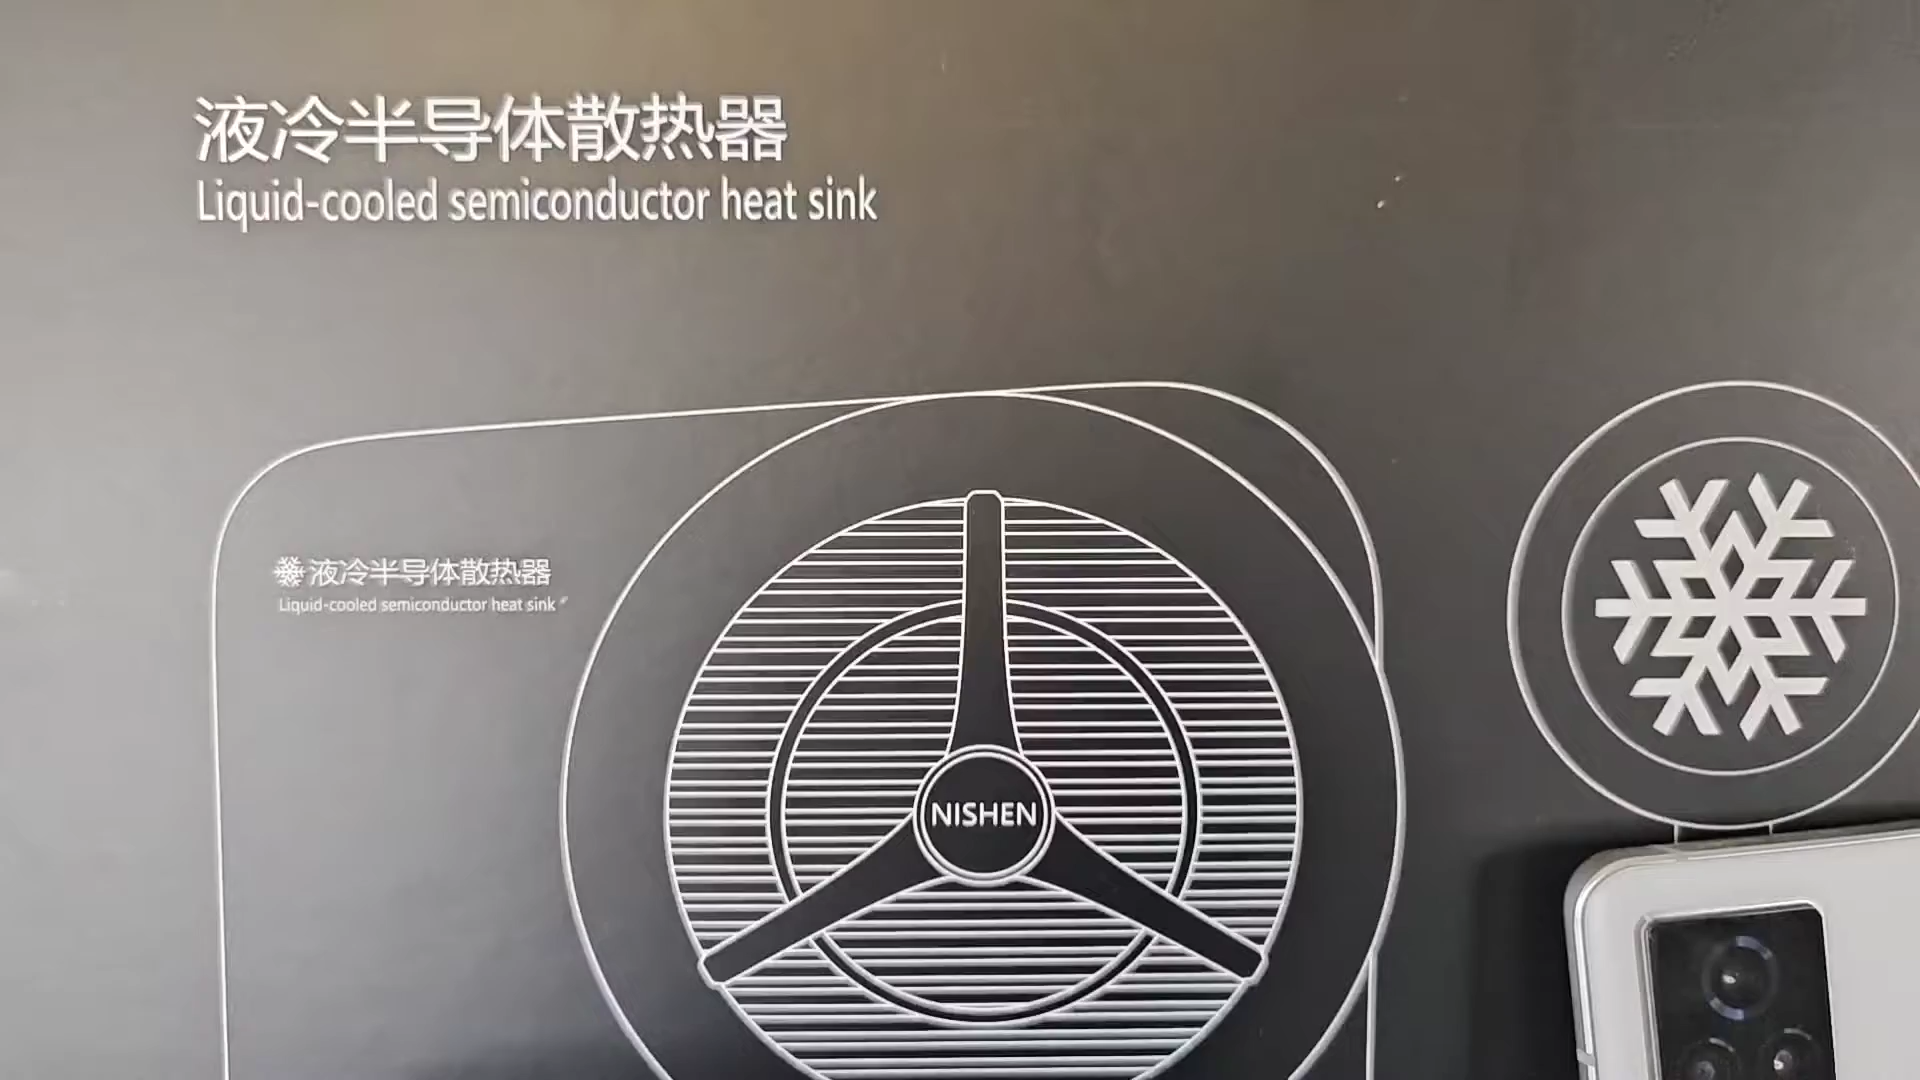 液冷半导体散热器
Liquid-cooled semiconductor heat sink
液冷半导体散热器
Liquid-cooled semiconductor heat sink
NISHEN